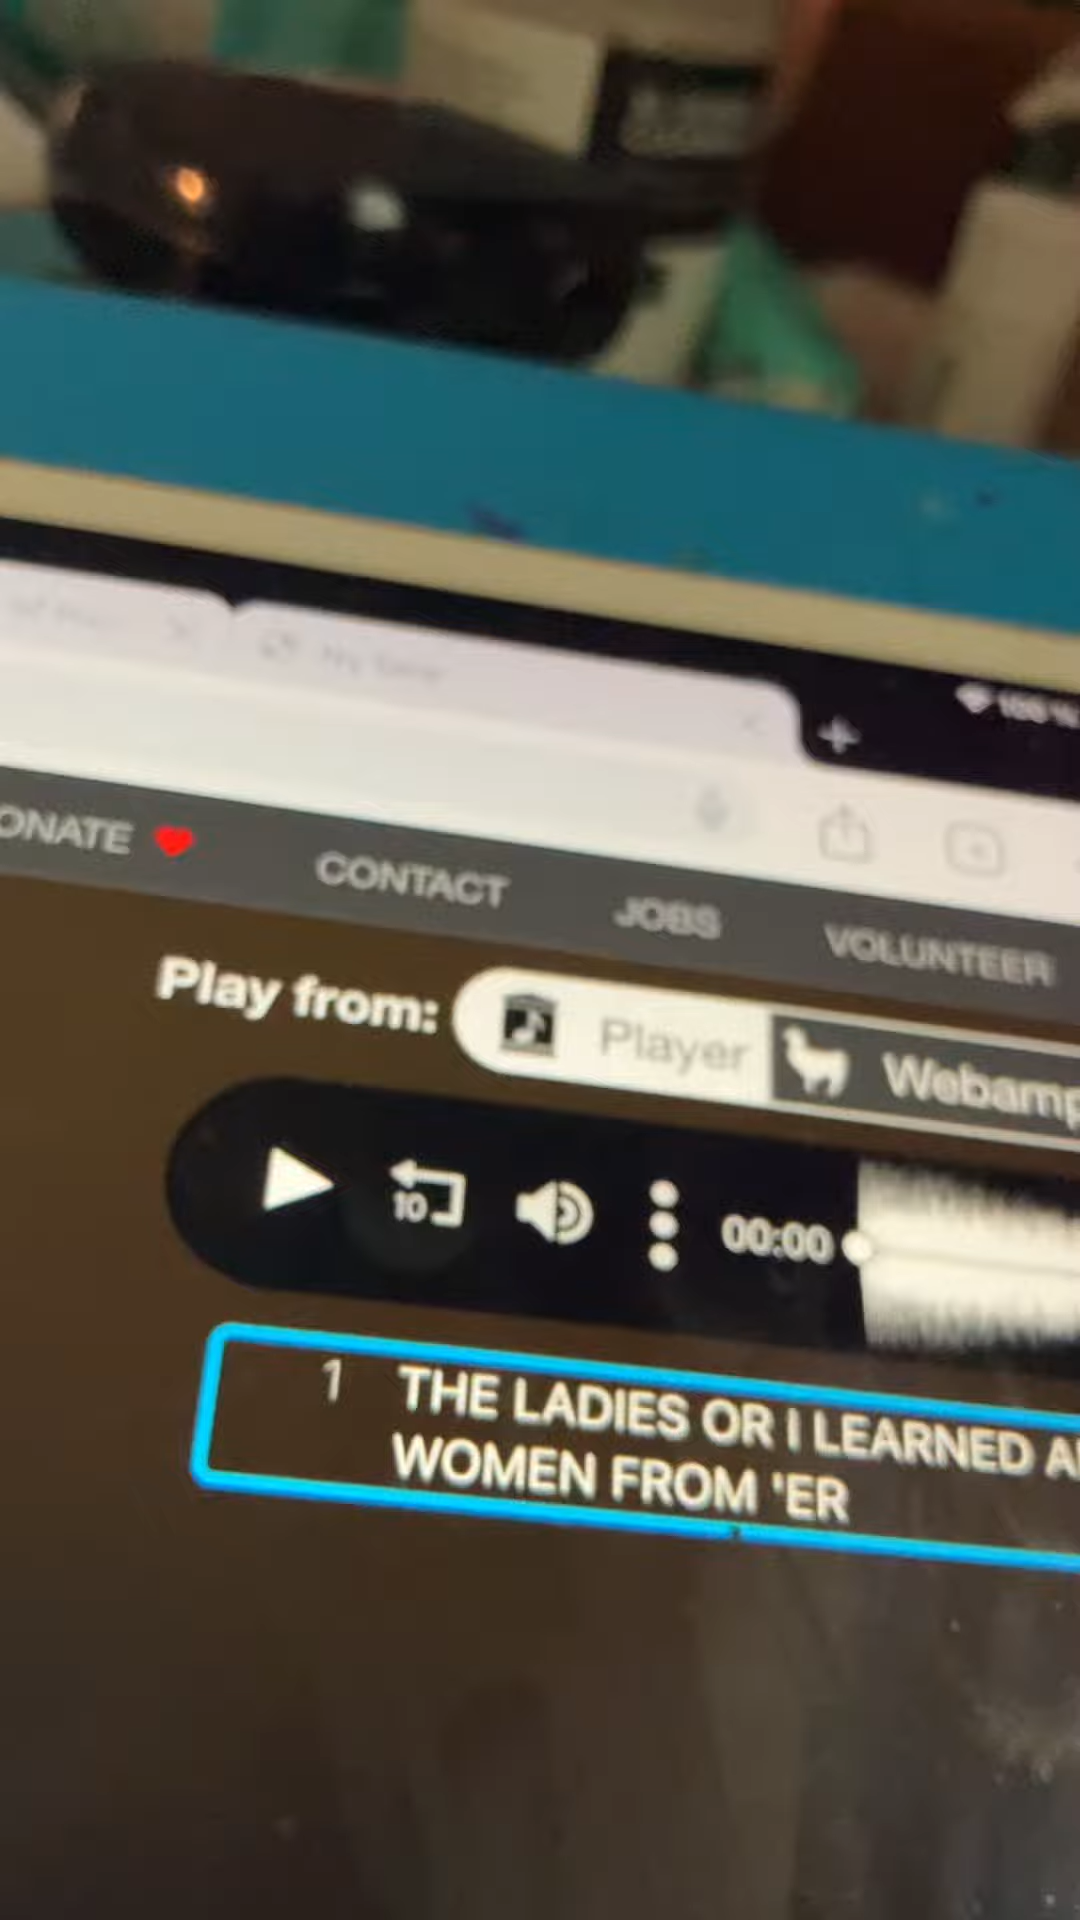 100%
ONATE
CONTACT
JOBS
VOLUNTEER
Play from:
Player
Webamp
10
00:00
1
THE LADIES OR I LEARNED A
WOMEN FROM 'ER